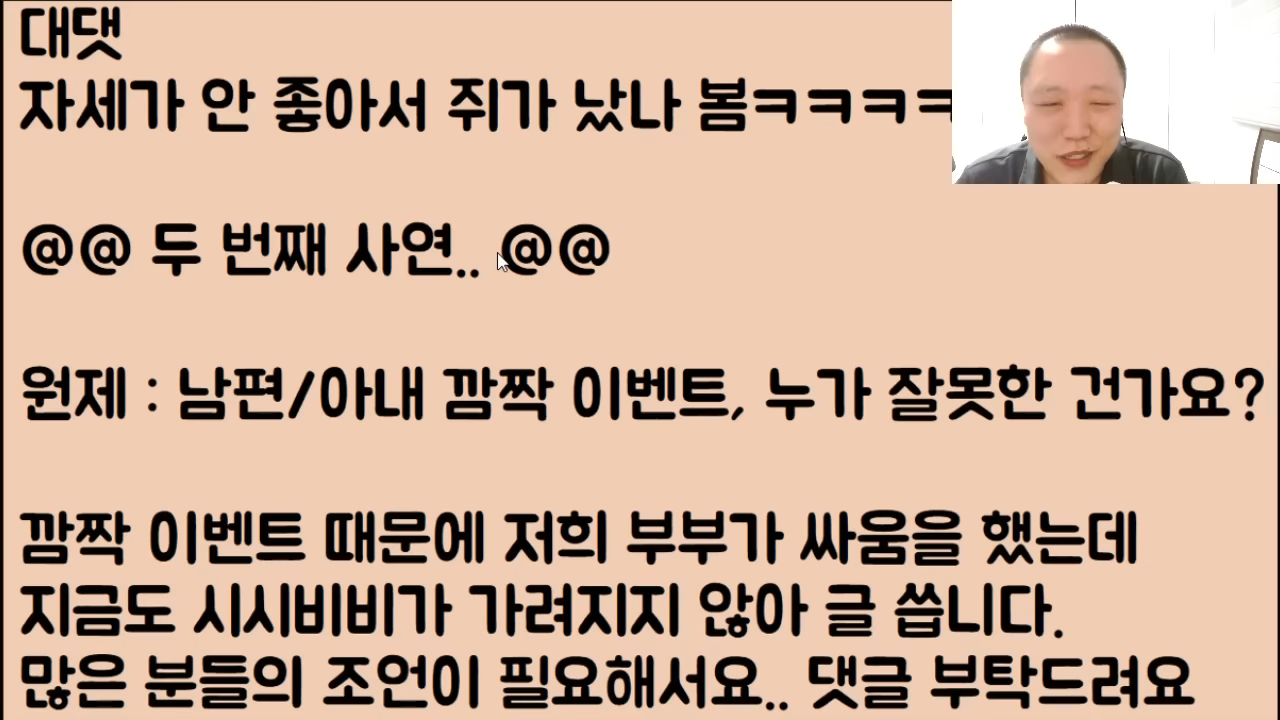 대댓
자세가 안 좋아서 쥐가 났나 봄ㅋㅋㅋㅋ
@@ 두 번째 사연.. @@
원제 : 남편/아내 깜짝 이벤트, 누가 잘못한 건가요?
깜짝 이벤트 때문에 저희 부부가 싸움을 했는데
지금도 시시비비가 가려지지 않아 글 씁니다.
많은 분들의 조언이 필요해서요.. 댓글 부탁드려요